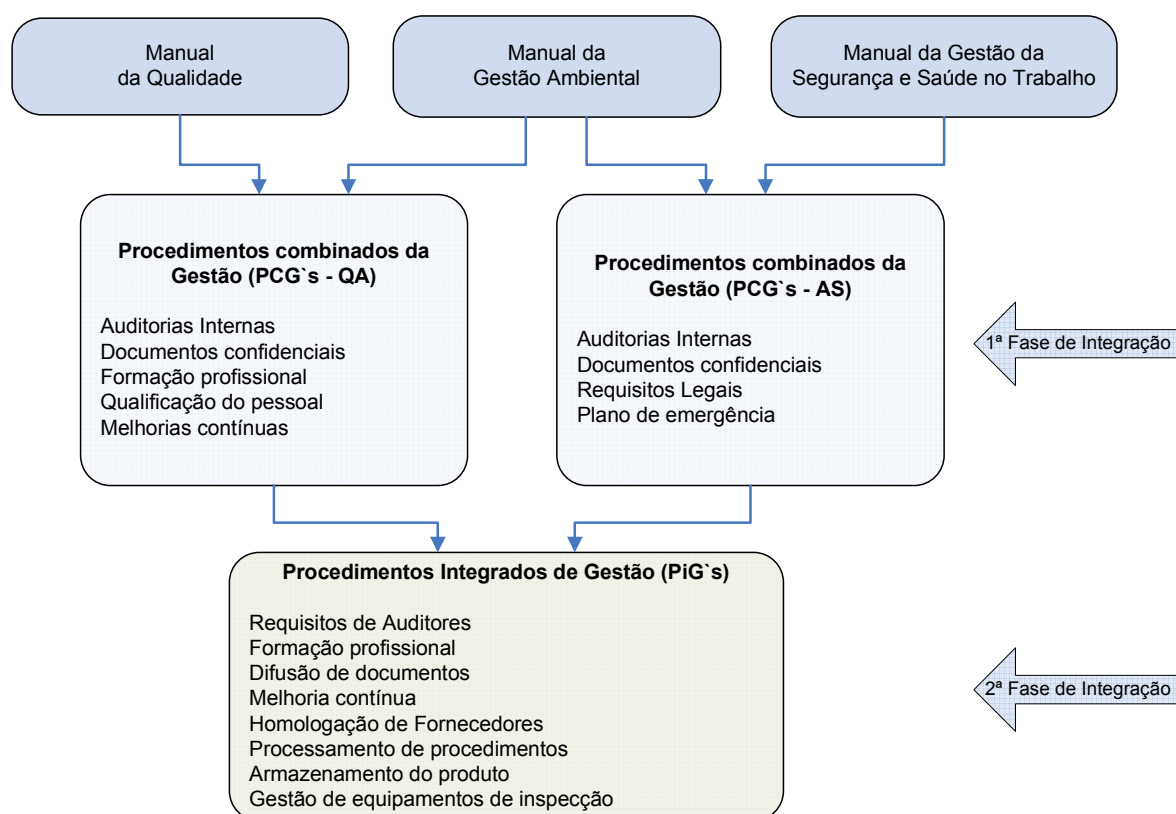 Manual
da Qualidade
Manual da
Gestão Ambiental
Manual da Gestão da
Segurança e Saúde no Trabalho
Procedimentos combinados da
Gestão (PCG`s - QA)
Auditorias Internas
Documentos confidenciais
Formação profissional
Qualificação do pessoal
Melhorias contínuas
Procedimentos combinados da
Gestão (PCG`s - AS)
Auditorias Internas
Documentos confidenciais
Requisitos Legais
Plano de emergência
1ª Fase de Integração
Procedimentos Integrados de Gestão (PiG`s)
Requisitos de Auditores
Formação profissional
Difusão de documentos
Melhoria contínua
Homologação de Fornecedores
Processamento de procedimentos
Armazenamento do produto
Gestão de equipamentos de inspecção
2ª Fase de Integração